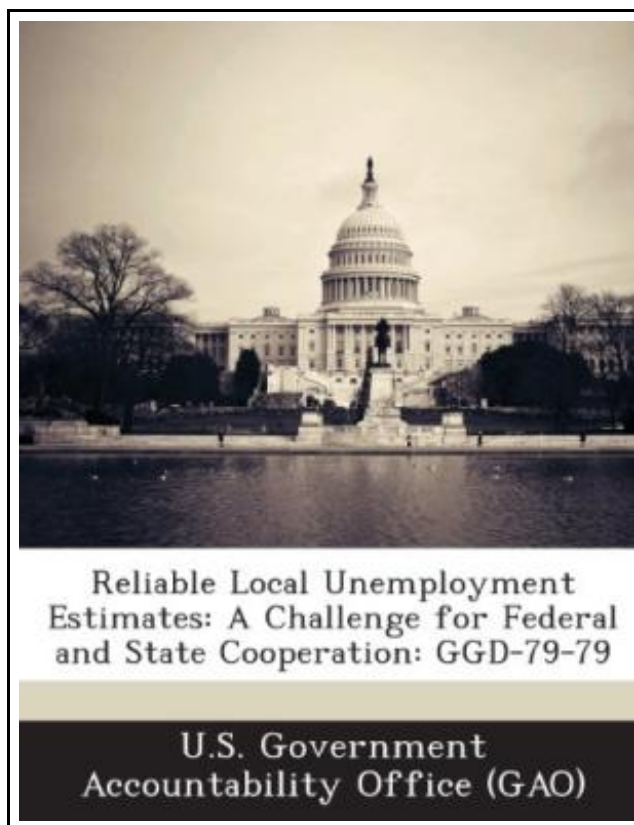 Reliable Local Unemployment
Estimates: A Challenge for Federal
and State Cooperation: GGD-79-79
U.S. Government
Accountability Office (GAO)